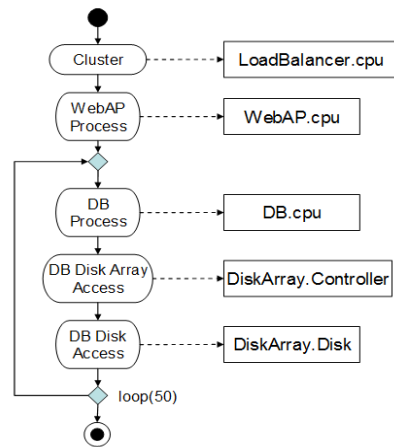 Cluster
LoadBalancer.cpu
WebAP
Process
WebAP.cpu
DB
Process
DB.cpu
DB Disk Array
Access
DiskArray.Controller
DB Disk
Access
DiskArray.Disk
loop(50)